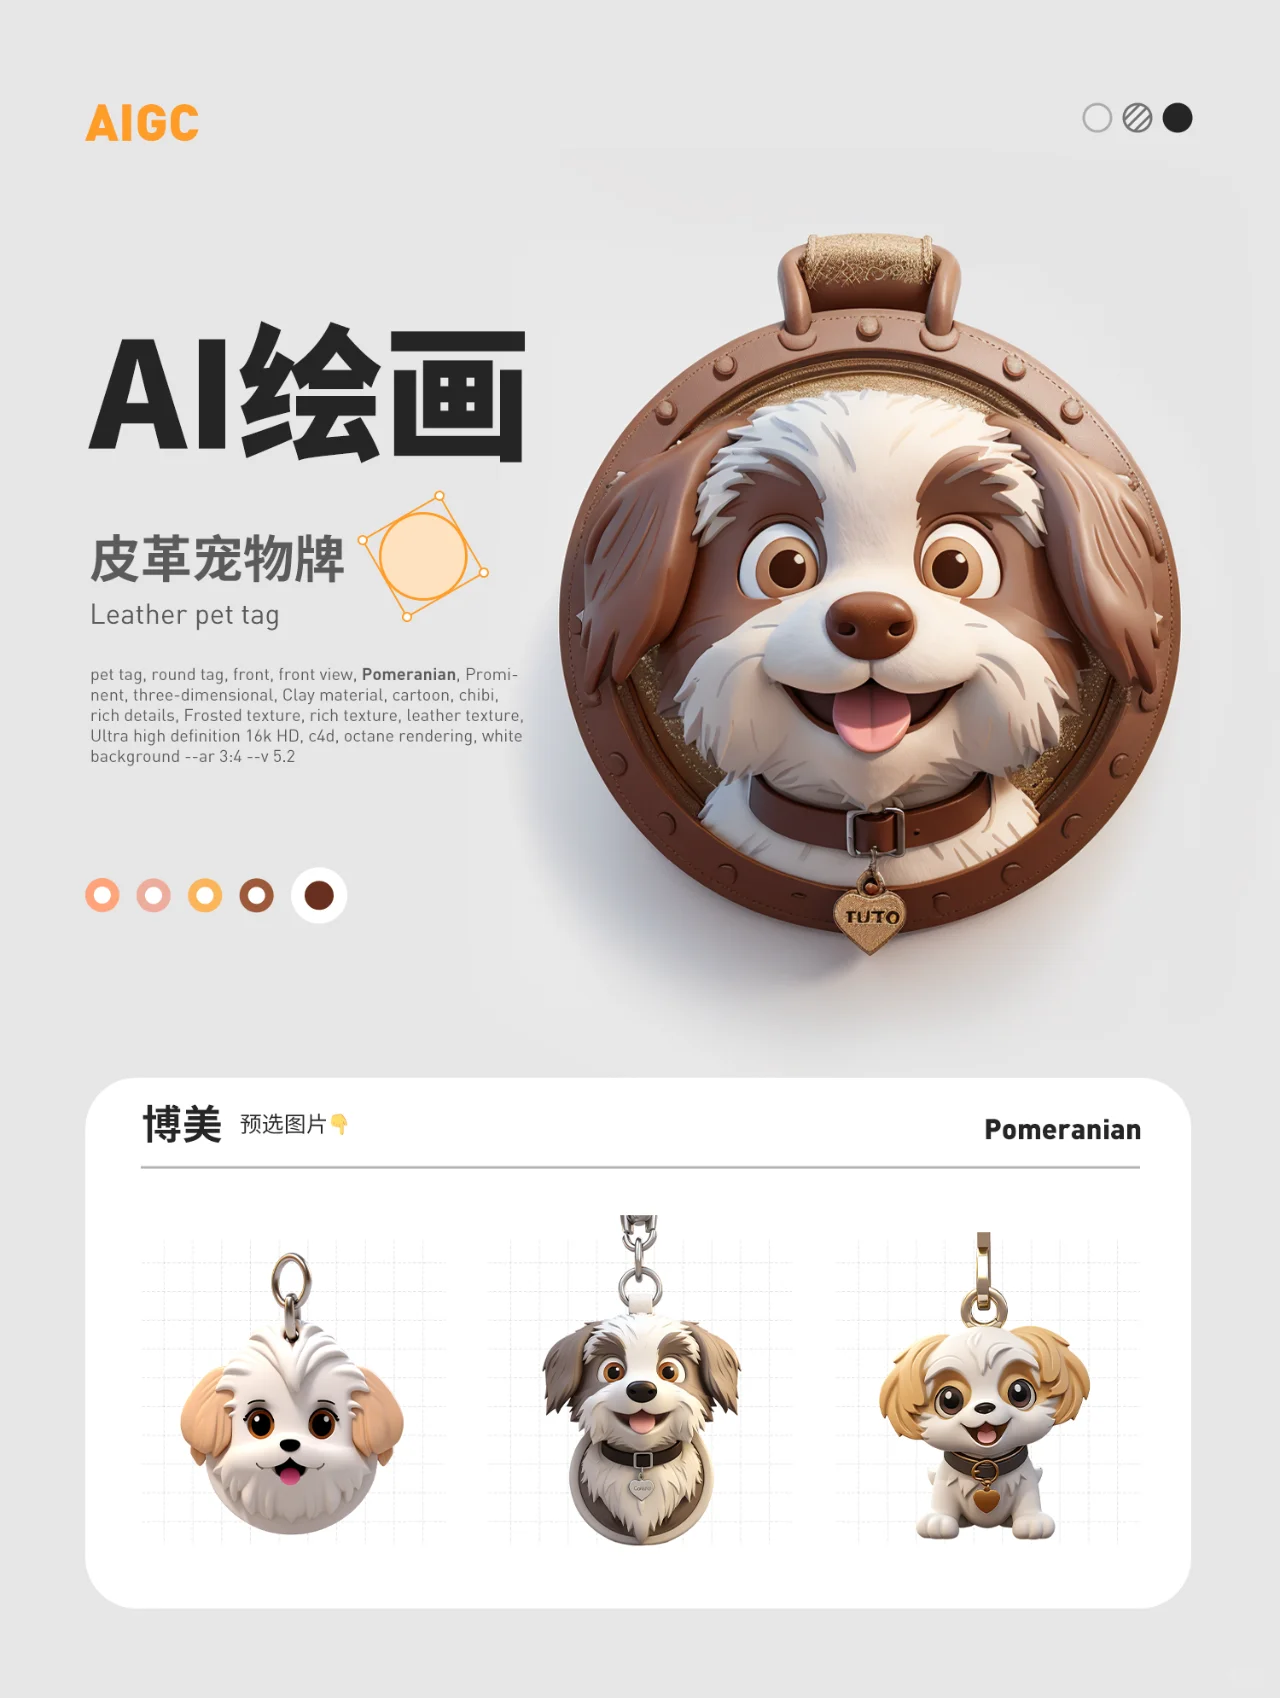 AIGC
AI绘画
皮革宠物牌
Leather pet tag
pet tag, round tag, front, front view, Pomeranian, Promi-
nent, three-dimensional, Clay material, cartoon, chibi,
rich details, Frosted texture, rich texture, leather texture,
Ultra high definition 16k HD, c4d, octane rendering, white
background --ar 3:4 --v 5.2
TUTO
博美 预选图片👇
Pomeranian